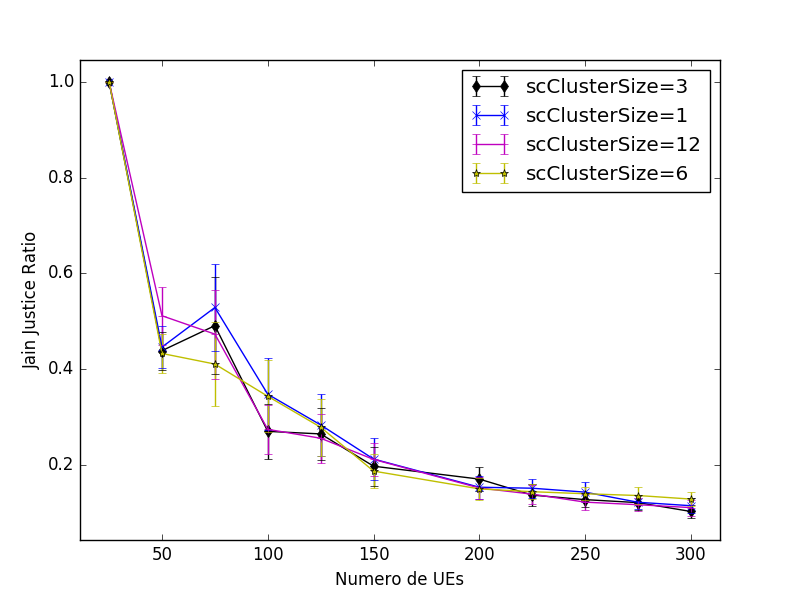 1.0
0.8
0.6
0.4
0.2
Jain Justice Ratio
scClusterSize=3
scClusterSize=1
scClusterSize=12
scClusterSize=6
50 100 150 200 250 300
Numero de UEs